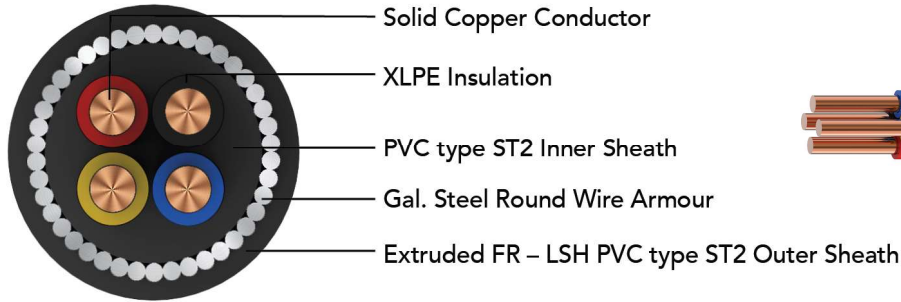 Solid Copper Conductor
XLPE Insulation
PVC type ST2 Inner Sheath
Gal. Steel Round Wire Armour
Extruded FR – LSH PVC type ST2 Outer Sheath